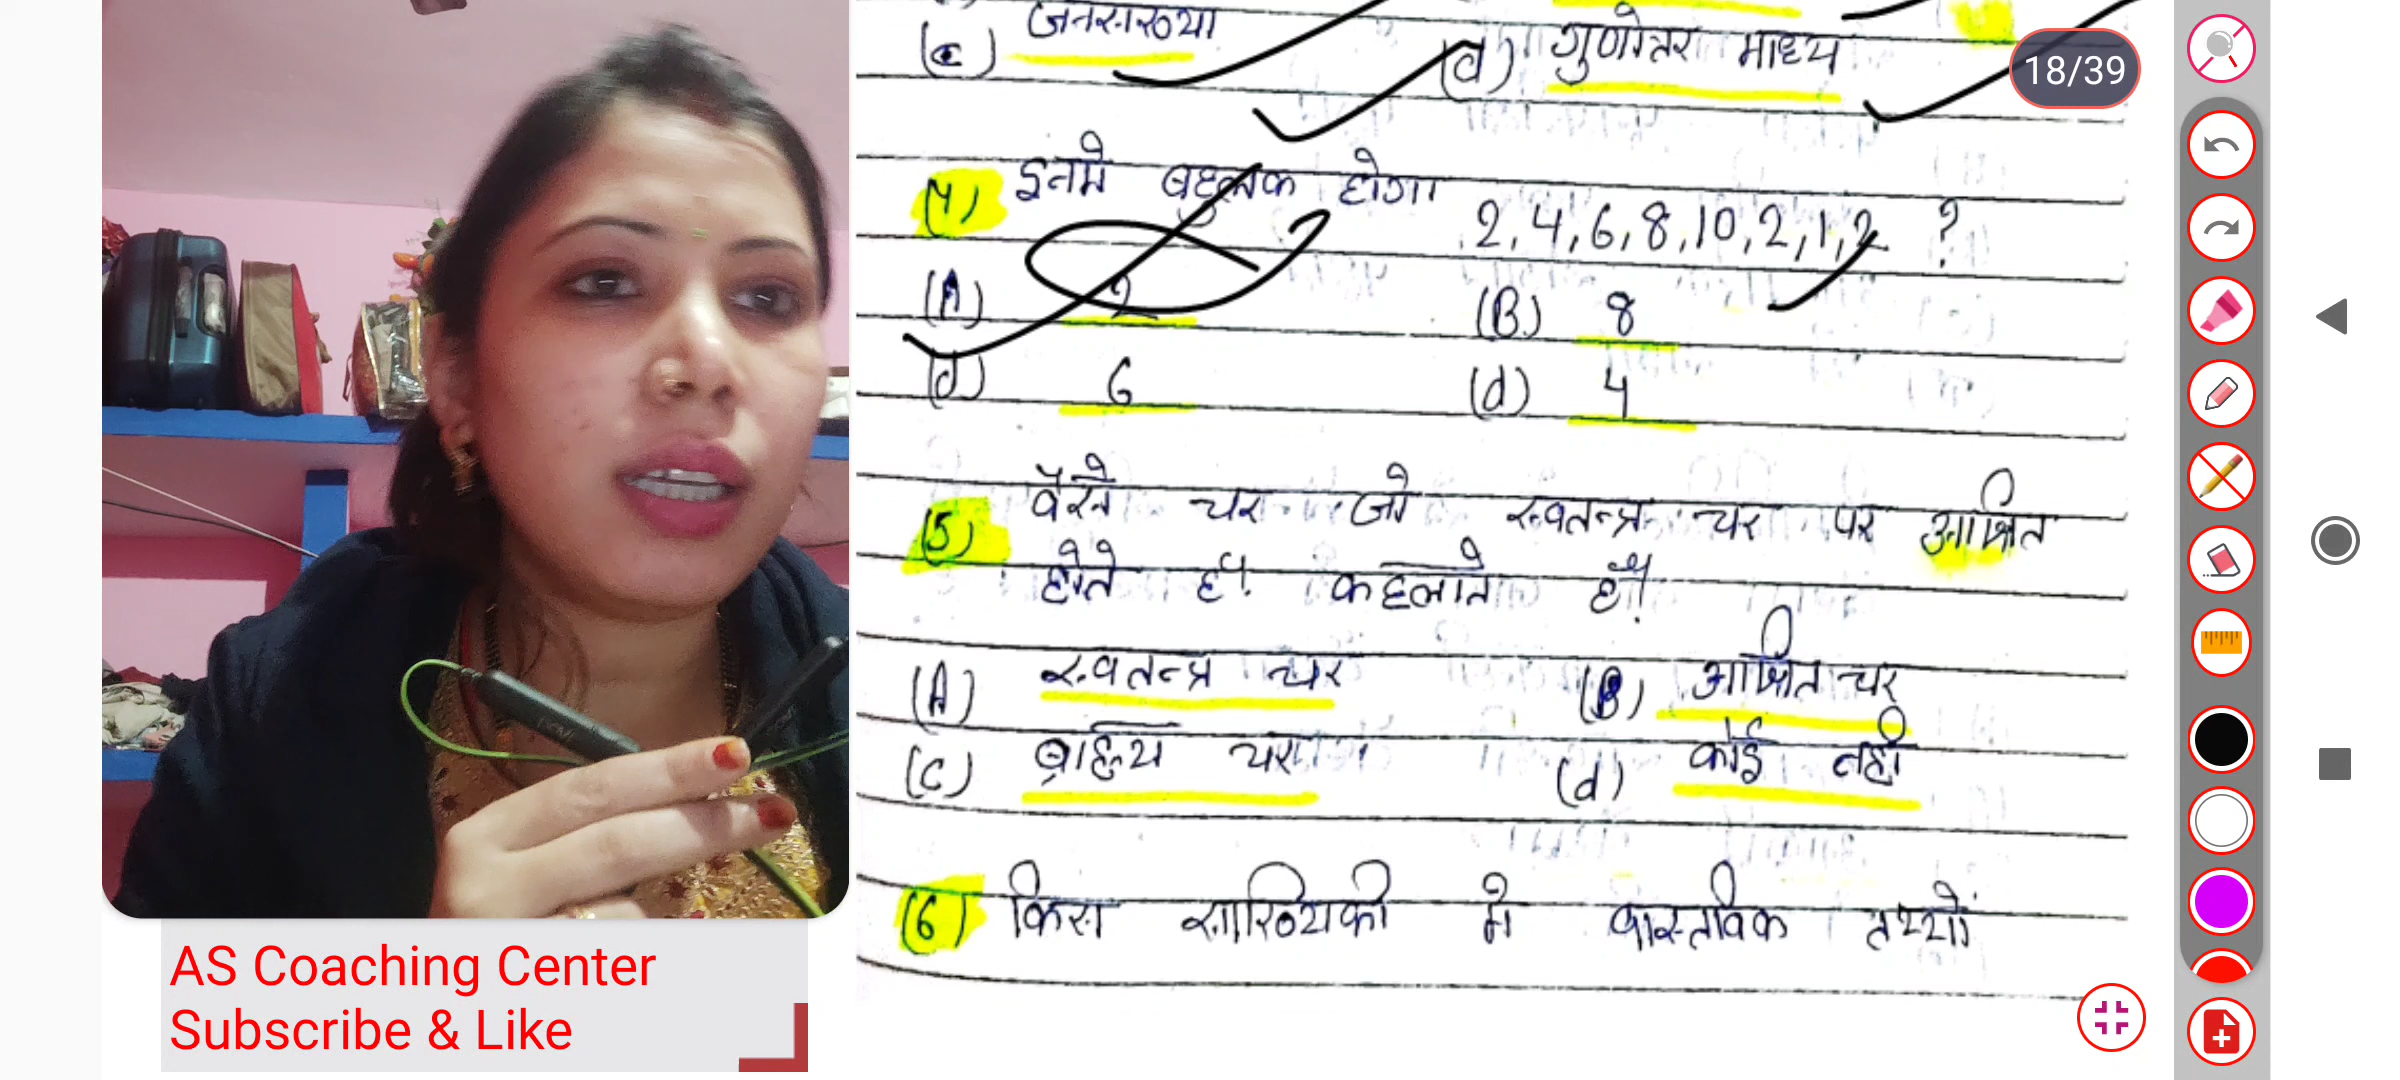 (c) जनसंख्या (d) गुणोत्तर माध्य
18/39
(4) इनमे बहुलक होगा 2, 4, 6, 8, 10, 2, 1, 2 ?
(A) 2 (B) 8
(c) 6 (d) 4
(5) वैसे चर जो स्वतन्त्र चर पर आश्रित
होते है। कहलाते है।
(A) स्वतन्त्र चर (B) आश्रित चर
(c) चर (d) कोई नही
(6) किस सांख्यिकी मे वास्तविक तथ्यों
AS Coaching Center
Subscribe & Like